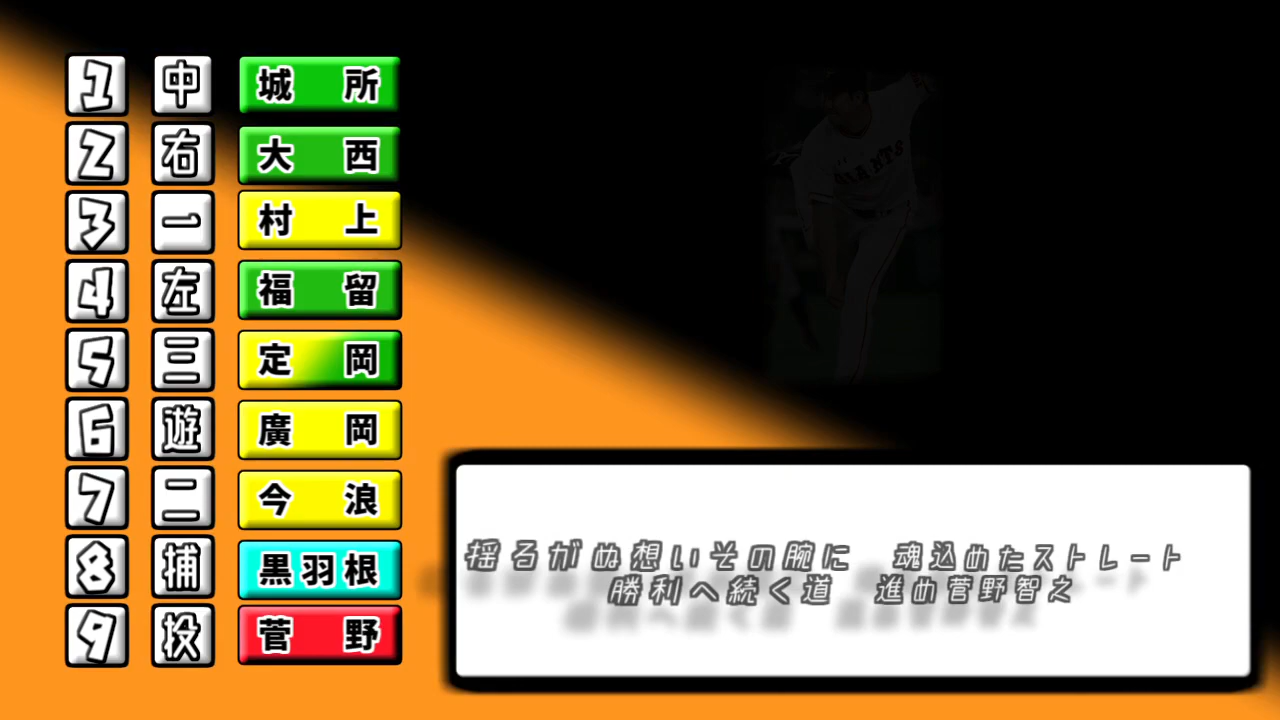 1 中 城所
2 右 大西
3 一 村上
4 左 福留
5 三 定岡
6 遊 廣岡
7 二 今浪
8 捕 黒羽根
9 投 菅野
GIANTS
揺るがぬ想いその腕に 魂込めたストレート
勝利へ続く道 進め菅野智之